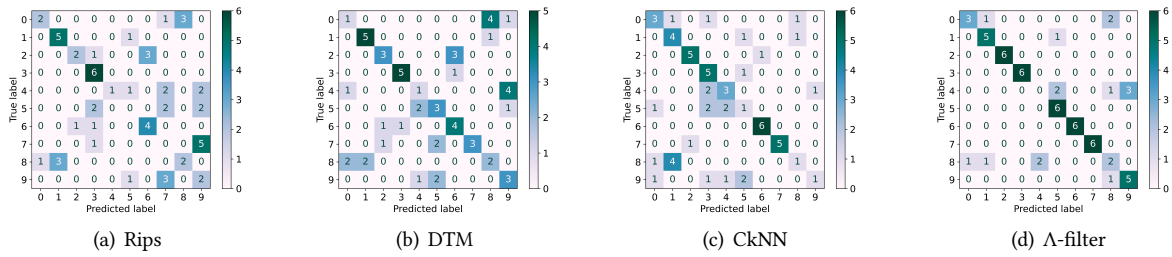 True label
0 2 0 0 0 0 0 0 1 3 0
1 0 5 0 0 0 1 0 0 0 0
2 0 0 2 1 0 0 3 0 0 0
3 0 0 0 6 0 0 0 0 0 0
4 0 0 0 0 1 1 0 2 0 2
5 0 0 0 2 0 0 0 2 0 2
6 0 0 1 1 0 0 4 0 0 0
7 0 0 0 1 0 0 0 0 0 5
8 1 3 0 0 0 0 0 0 2 0
9 0 0 0 0 0 1 0 3 0 2
0 1 2 3 4 5 6 7 8 9
Predicted label
6
5
4
3
2
1
0
(a) Rips
True label
0 1 0 0 0 0 0 0 0 4 1
1 0 5 0 0 0 0 0 0 1 0
2 0 0 3 0 0 0 3 0 0 0
3 0 0 0 5 0 0 1 0 0 0
4 1 0 0 0 1 0 0 0 0 4
5 0 0 0 0 2 3 0 0 0 1
6 0 0 1 1 0 0 4 0 0 0
7 0 0 1 0 0 2 0 3 0 0
8 2 2 0 0 0 0 0 0 2 0
9 0 0 0 0 1 2 0 0 0 3
0 1 2 3 4 5 6 7 8 9
Predicted label
5
4
3
2
1
0
(b) DTM
True label
0 3 1 0 1 0 0 0 0 1 0
1 0 4 0 0 0 1 0 0 1 0
2 0 0 5 0 0 0 1 0 0 0
3 0 0 0 5 0 1 0 0 0 0
4 0 0 0 2 3 0 0 0 0 1
5 1 0 0 2 2 1 0 0 0 0
6 0 0 0 0 0 0 6 0 0 0
7 0 0 1 0 0 0 0 5 0 0
8 1 4 0 0 0 0 0 0 1 0
9 1 0 0 1 1 2 0 0 0 1
0 1 2 3 4 5 6 7 8 9
Predicted label
6
5
4
3
2
1
0
(c) CkNN
True label
0 3 1 0 0 0 0 0 0 2 0
1 0 5 0 0 0 1 0 0 0 0
2 0 0 6 0 0 0 0 0 0 0
3 0 0 0 6 0 0 0 0 0 0
4 0 0 0 0 0 2 0 0 1 3
5 0 0 0 0 0 6 0 0 0 0
6 0 0 0 0 0 0 6 0 0 0
7 0 0 0 0 0 0 0 6 0 0
8 1 1 0 0 2 0 0 0 2 0
9 0 0 0 0 0 0 0 0 1 5
0 1 2 3 4 5 6 7 8 9
Predicted label
6
5
4
3
2
1
0
(d) Λ-filter